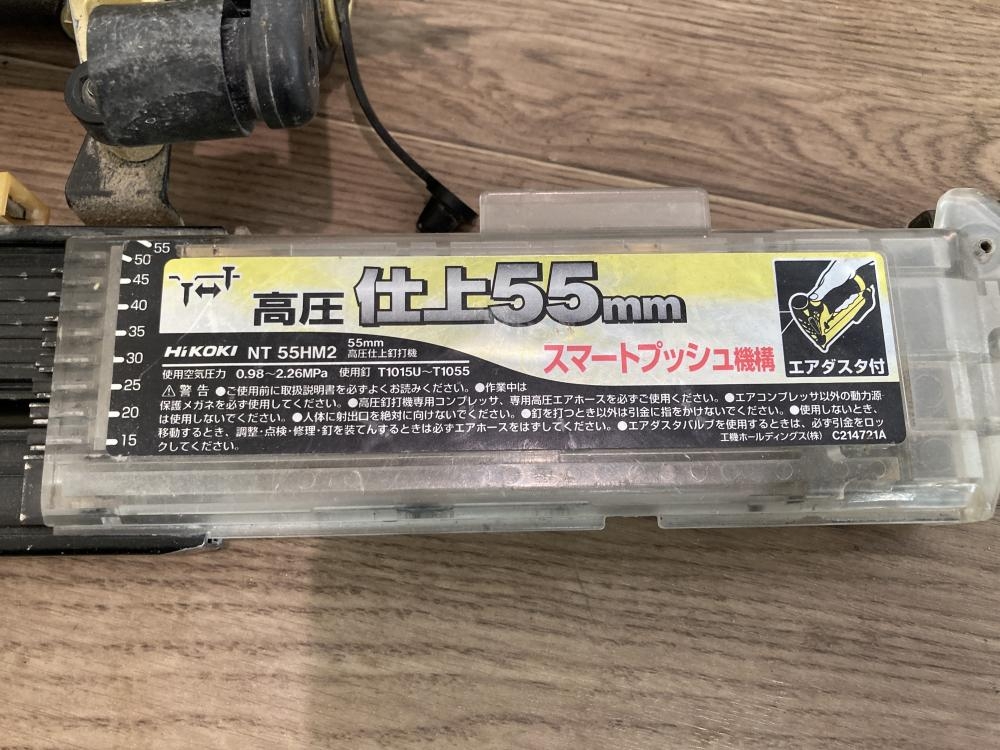 55
50
45
40
35
30
25
20
15
高圧 仕上55mm
HiKOKI NT 55HM2 55mm
高圧仕上釘打機
スマートプッシュ機構
エアダスタ付
使用空気圧力 0.98~2.26MPa 使用釘 T1015U~T1055
⚠警告 ●ご使用前に取扱説明書を必ずよくお読みください。●作業中は
保護メガネを必ず使用してください。●高圧釘打機専用コンプレッサ、専用高圧エアホースを必ずご使用ください。●エアコンプレッサ以外の動力源
は使用しないでください。●人体に射出口を絶対に向けないでください。●釘を打つとき以外は引金に指をかけないでください。●使用しないとき、
移動するとき、調整・点検・修理・釘を装てんするときは必ずエアホースをはずしてください。●エアダスタバルブを使用するときは、必ず引金をロッ
クしてください。
工機ホールディングス(株) C214721A